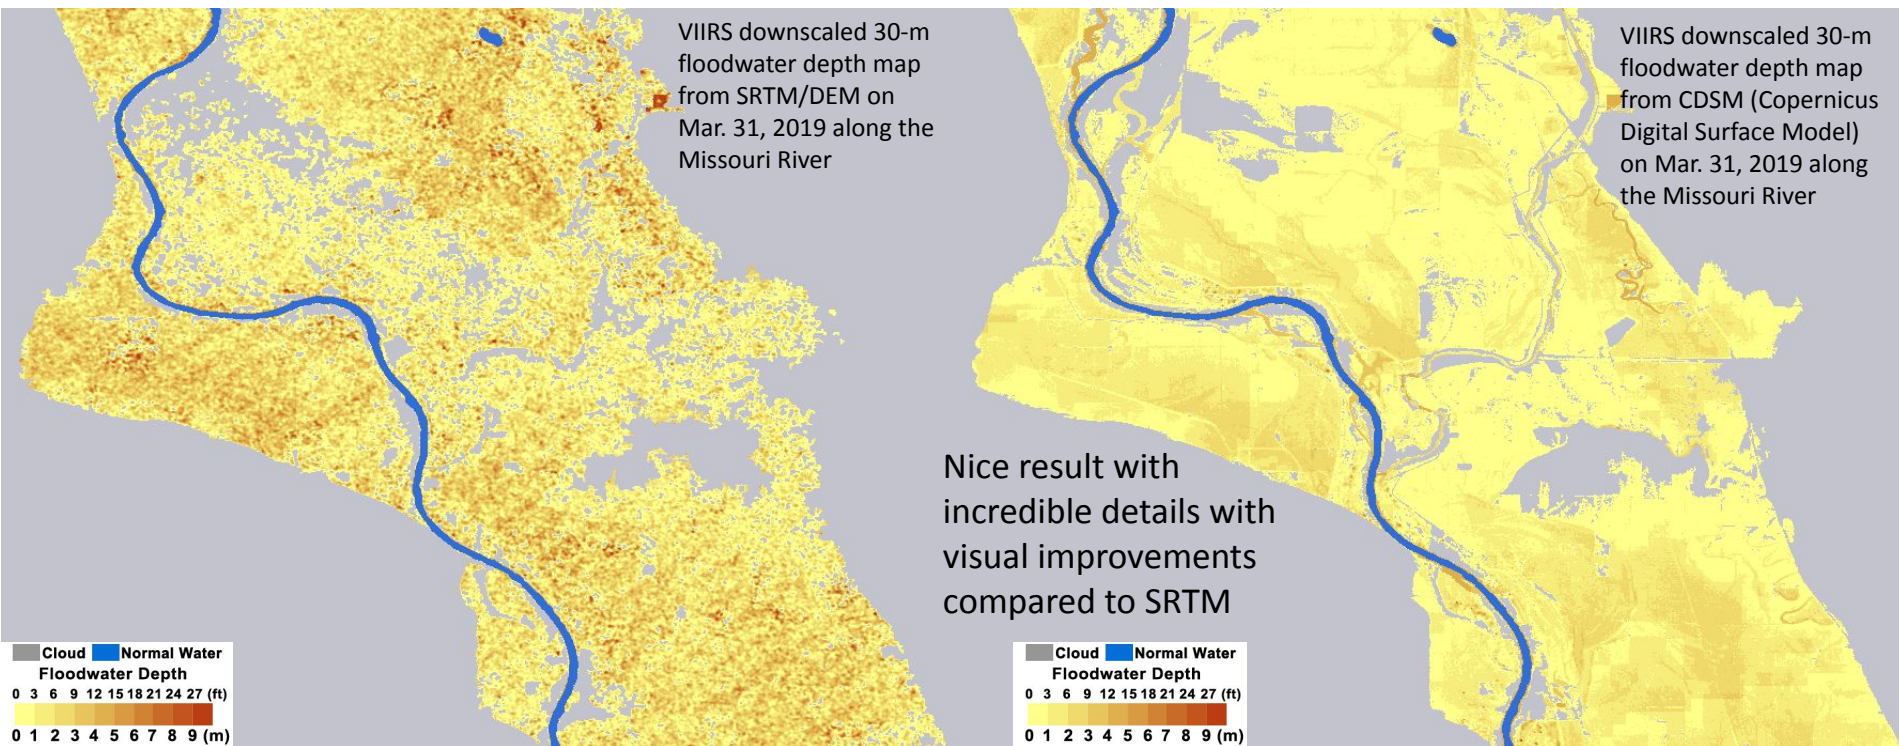 VIIRS downscaled 30-m
floodwater depth map
from SRTM/DEM on
Mar. 31, 2019 along the
Missouri River
VIIRS downscaled 30-m
floodwater depth map
from CDSM (Copernicus
Digital Surface Model)
on Mar. 31, 2019 along
the Missouri River
Nice result with
incredible details with
visual improvements
compared to SRTM
Cloud Normal Water
Floodwater Depth
0 3 6 9 12 15 18 21 24 27 (ft)
0 1 2 3 4 5 6 7 8 9 (m)
Cloud Normal Water
Floodwater Depth
0 3 6 9 12 15 18 21 24 27 (ft)
0 1 2 3 4 5 6 7 8 9 (m)